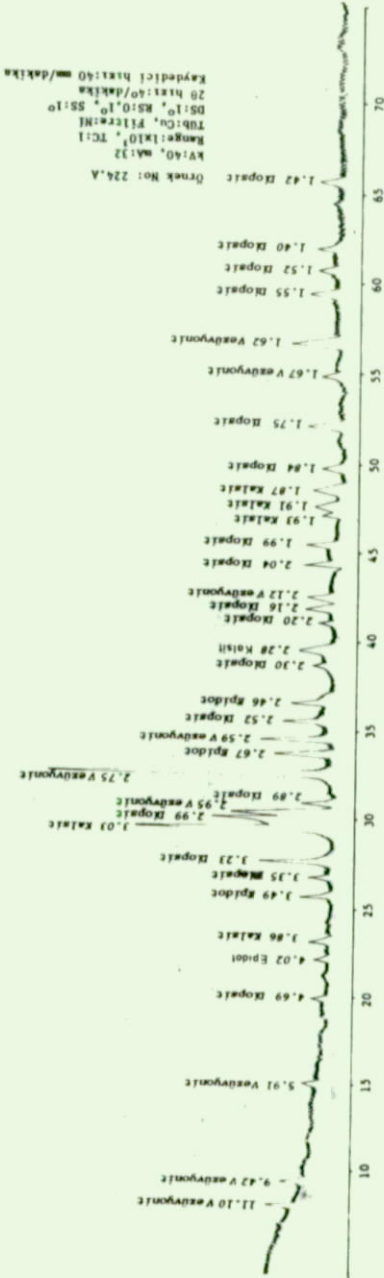 Örnek No: 224.A
kV:40, mA:32
Range:1x10³, TC:1
Tüb:Cu, Filitre:Ni
DS:1⁰, RS:0,1⁰, SS:1⁰
2θ hızı:4⁰/dakika
Kaydedici hızı:40 mm/dakika
11.10 Vezüvyonit
9.42 Vezüvyonit
5.91 Vezüvyonit
4.69 Diopsit
4.02 Epidot
3.86 Kalsit
3.49 Epidot
3.35 Diopsit
3.23 Diopsit
3.03 Kalsit
2.99 Diopsit
2.95 Vezüvyonit
2.89 Diopsit
2.75 Vezüvyonit
2.67 Epidot
2.59 Vezüvyonit
2.52 Diopsit
2.46 Epidot
2.30 Diopsit
2.28 Kalsit
2.20 Diopsit
2.16 Diopsit
2.12 Vezüvyonit
2.04 Diopsit
1.99 Diopsit
1.93 Kalsit
1.91 Kalsit
1.87 Kalsit
1.84 Diopsit
1.75 Diopsit
1.67 Vezüvyonit
1.62 Vezüvyonit
1.55 Diopsit
1.52 Diopsit
1.40 Diopsit
1.42 Diopsit
10
15
20
25
30
35
40
45
50
55
60
65
70